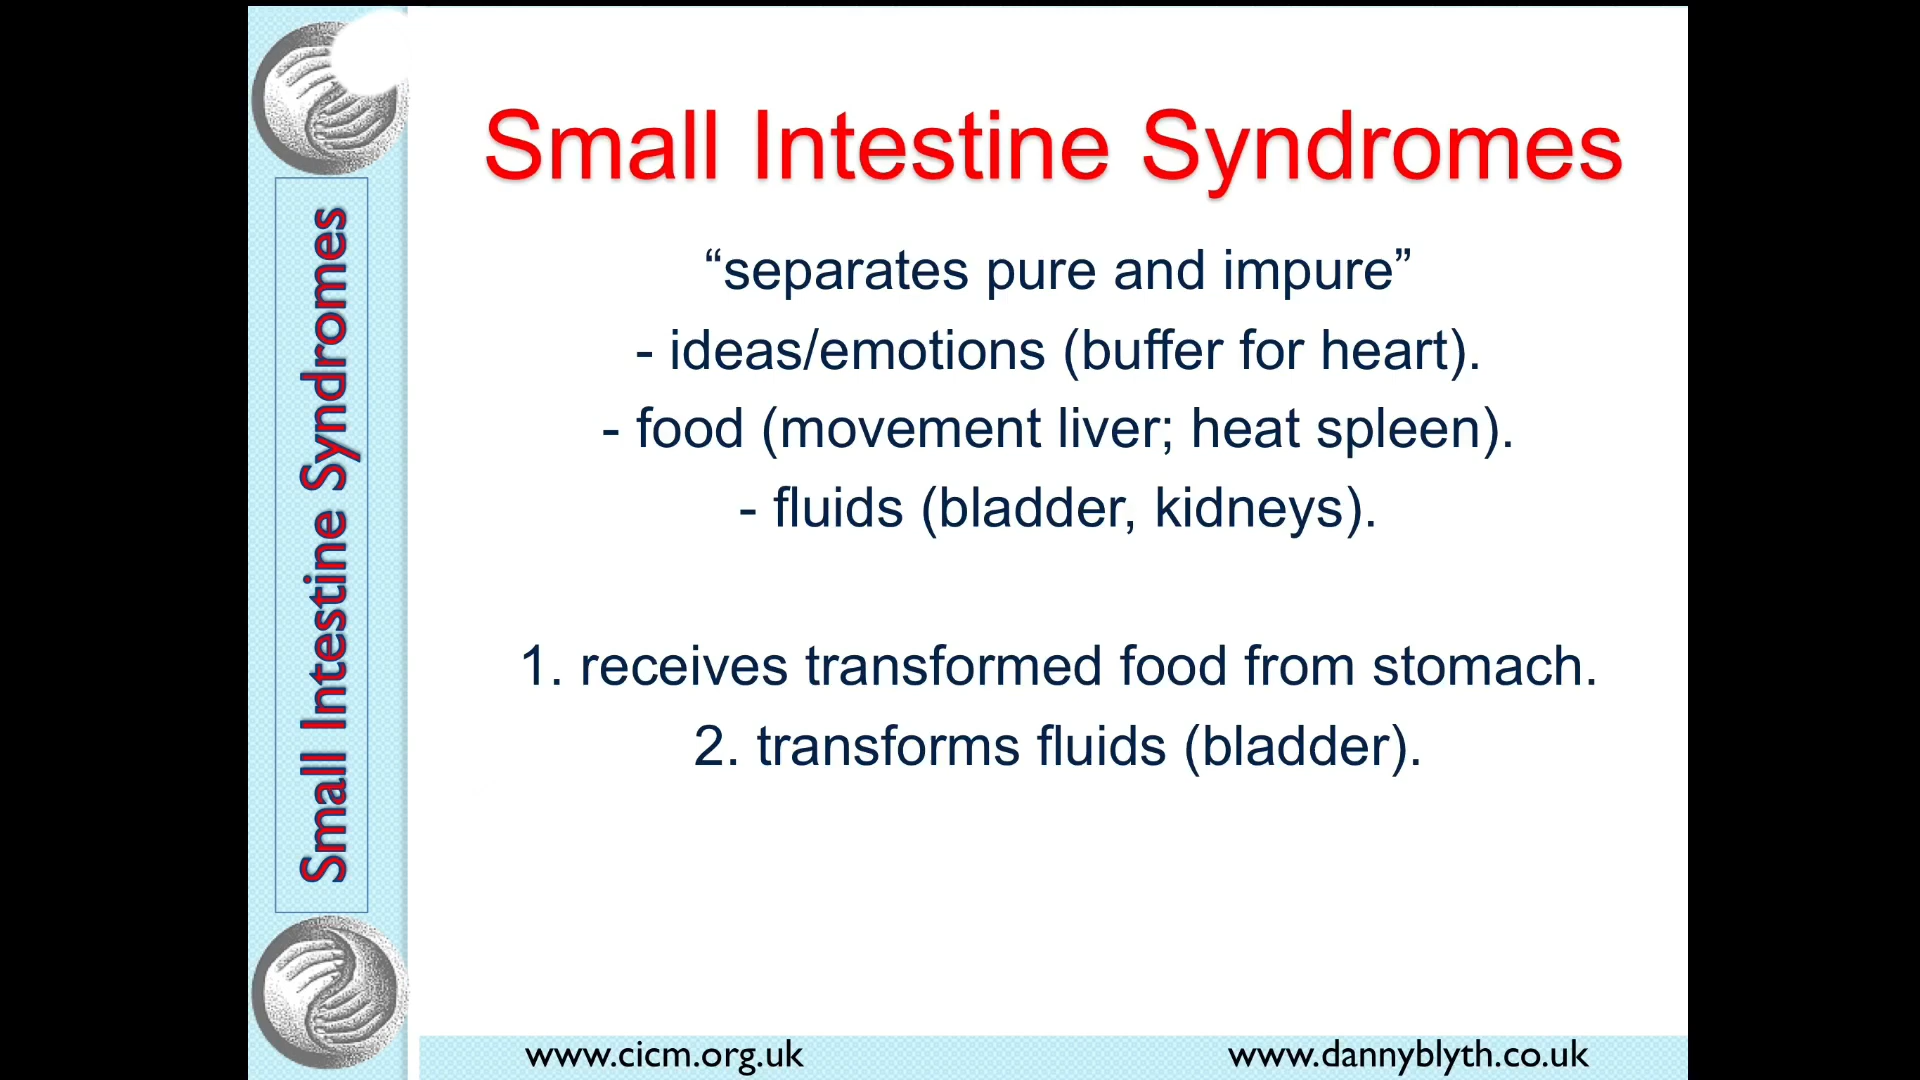 Small Intestine Syndromes
Small Intestine Syndromes
“separates pure and impure”
- ideas/emotions (buffer for heart).
- food (movement liver; heat spleen).
- fluids (bladder, kidneys).
1. receives transformed food from stomach.
2. transforms fluids (bladder).
www.cicm.org.uk
www.dannyblyth.co.uk